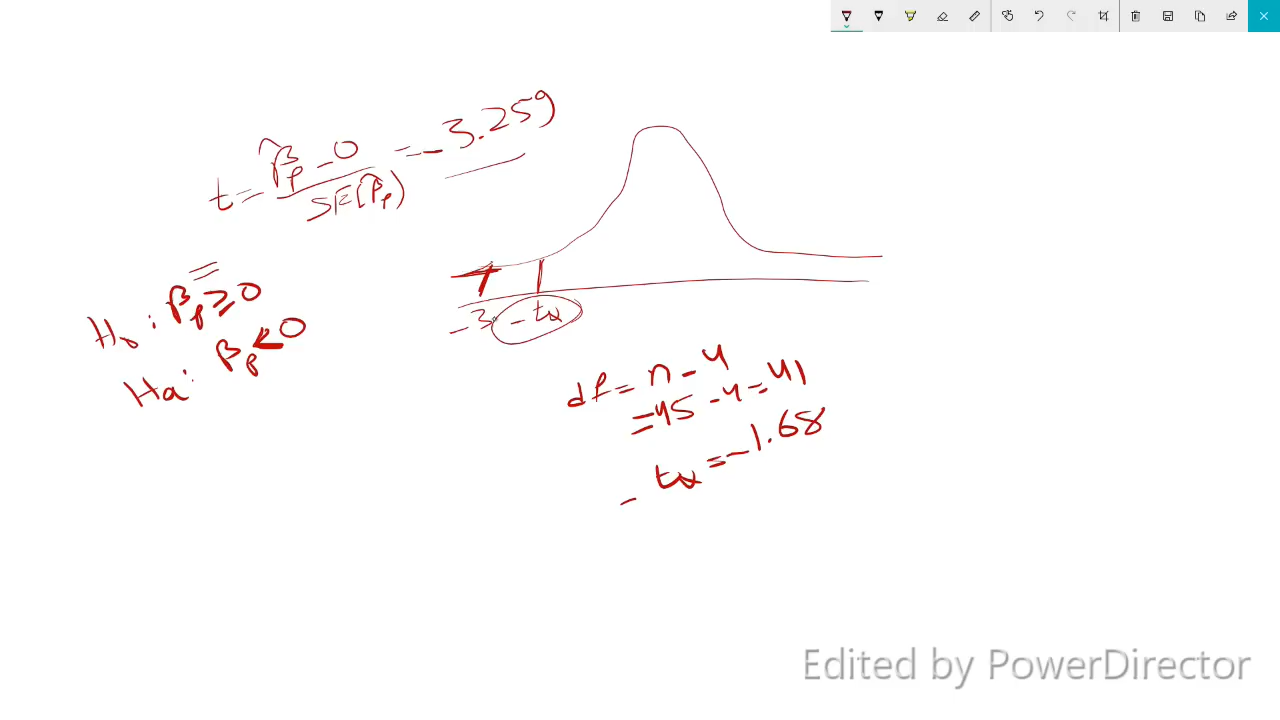 t = β̂p - 0 / SE(β̂p) = -3.259
H0 : βp ≥ 0
Ha : βp < 0
-3 -tα
df = n - 4
= 45 - 4 = 41
- tα = -1.68
Edited by PowerDirector